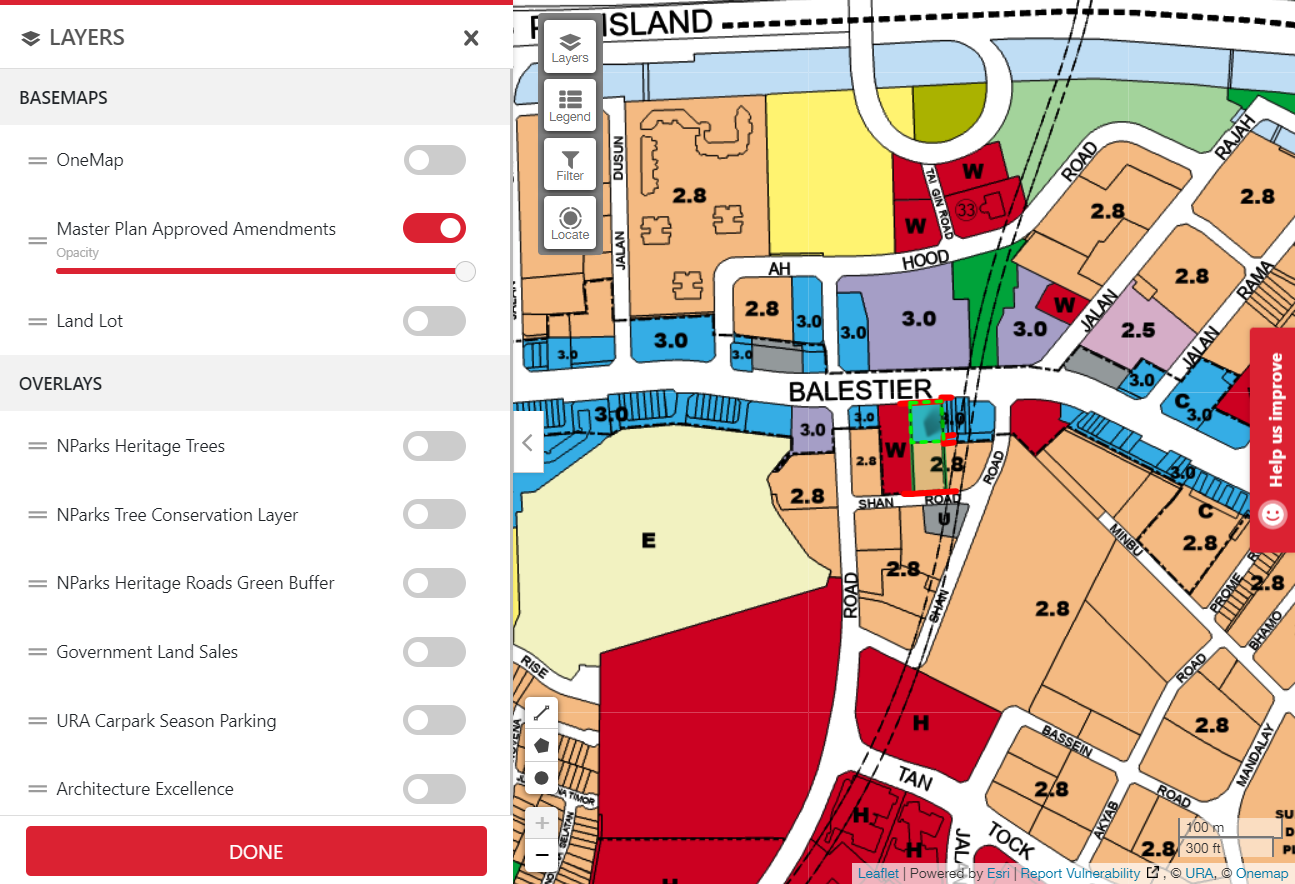 LAYERS
BASEMAPS
OneMap
Master Plan Approved Amendments
Opacity
Land Lot
OVERLAYS
NParks Heritage Trees
NParks Tree Conservation Layer
NParks Heritage Roads Green Buffer
Government Land Sales
URA Carpark Season Parking
Architecture Excellence
DONE
ISLAND
Layers
Legend
Filter
Locate
JALAN DUSUN
2.8
W
TAI GIN ROAD
33
W
ROAD
RAJAH
2.8
2.8
AH HOOD
2.8
3.0
3.0
3.0
3.0
W
JALAN
2.8
RAMA
2.5
JALAN
3.0
3.0
3.0
3.0
C
3.0
BALESTIER
3.0
3.0
3.0
3.0
W
2.8
2.8
2.8
ROAD
SHAN ROAD
U
E
3.0
C
2.8
MINBU
PROME
2.8
BHAMO
2.8
ROAD
2.8
SHAN
ROAD
RISE
H
BASSEIN
2.8
MANDALAY
TAN
TOCK
2.8
ROAD
AKYAB
2.8
H
H
JALAN
NA TIMOR
SELATAN
H
SU
D
P
Help us improve
100 m
300 ft
Leaflet | Powered by Esri | Report Vulnerability , © URA, © Onemap